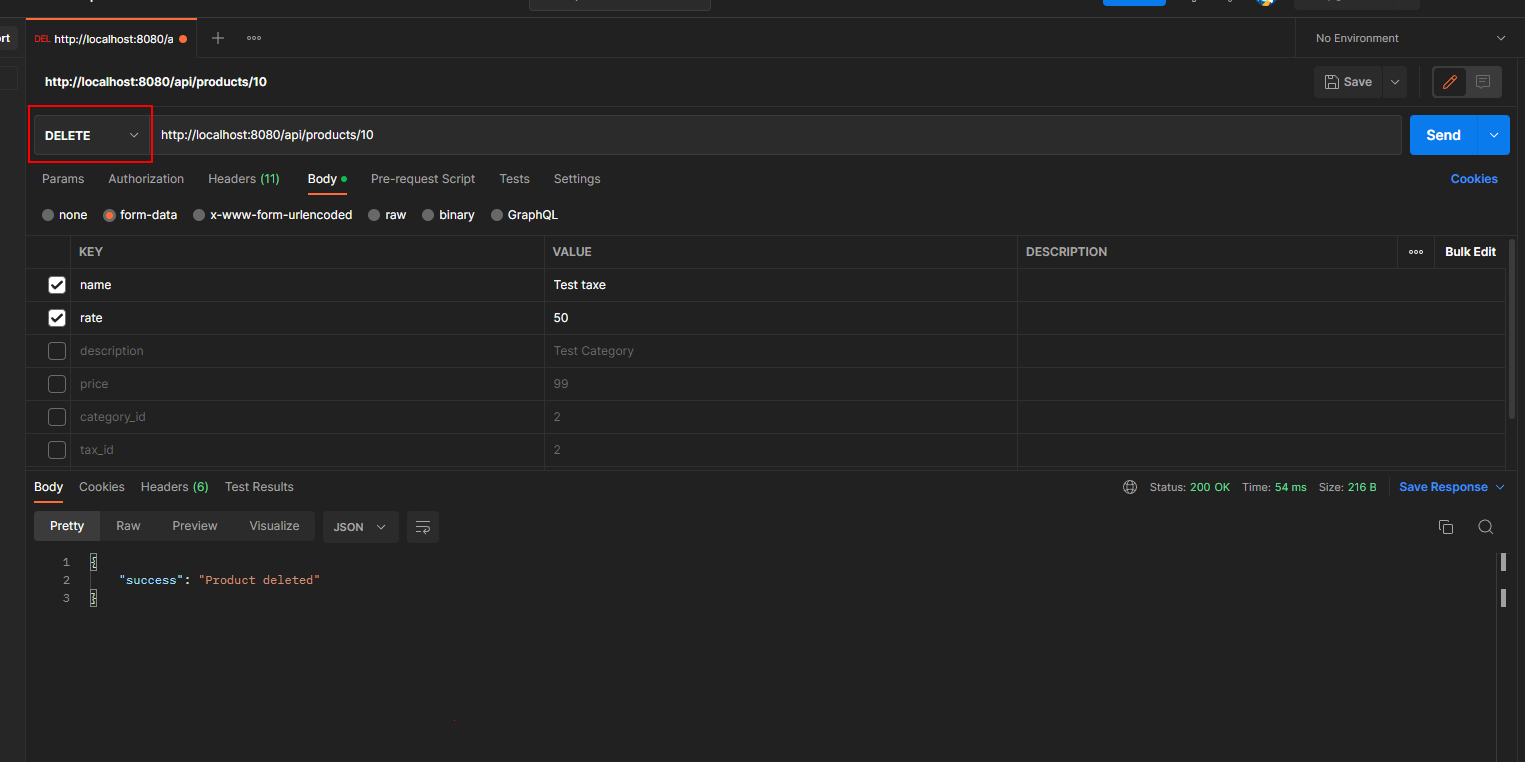 rt
DEL http://localhost:8080/a
No Environment
http://localhost:8080/api/products/10
Save
DELETE
http://localhost:8080/api/products/10
Send
Params Authorization Headers (11) Body Pre-request Script Tests Settings Cookies
none form-data x-www-form-urlencoded raw binary GraphQL
KEY VALUE DESCRIPTION Bulk Edit
name Test taxe
rate 50
description Test Category
price 99
category_id 2
tax_id 2
Body Cookies Headers (6) Test Results Status: 200 OK Time: 54 ms Size: 216 B Save Response
Pretty Raw Preview Visualize JSON
1 {
2 "success": "Product deleted"
3 }